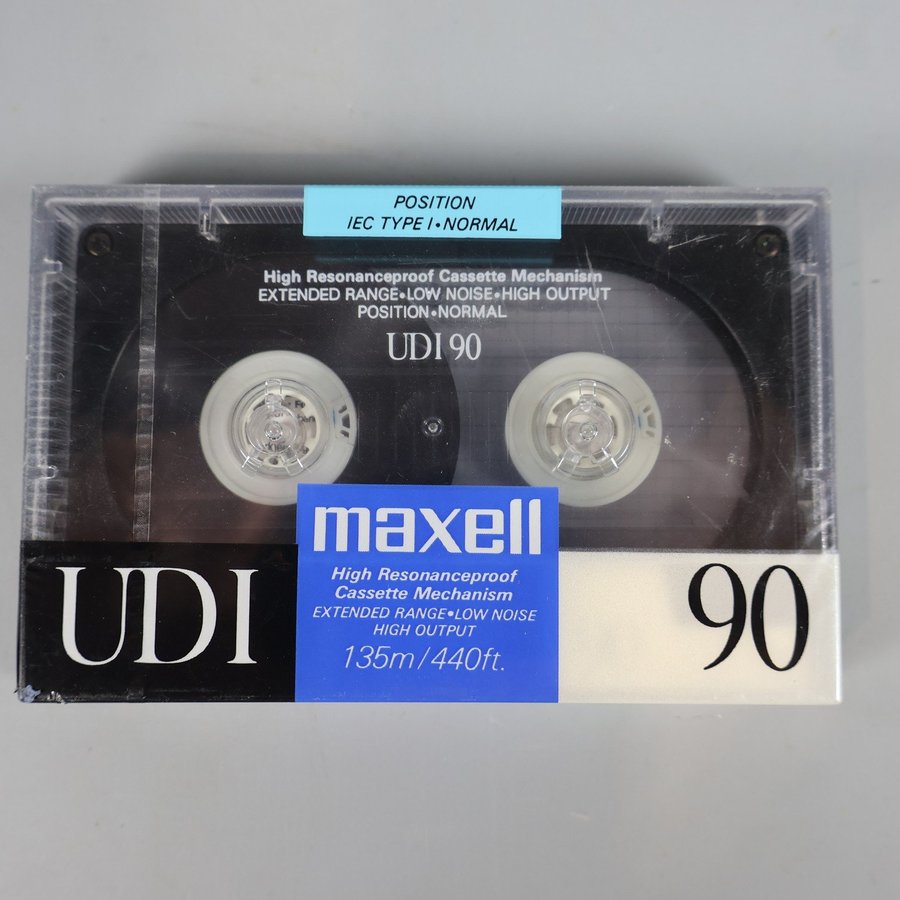 POSITION
IEC TYPE I•NORMAL
High Resonanceproof Cassette Mechanism
EXTENDED RANGE•LOW NOISE•HIGH OUTPUT
POSITION•NORMAL
UDI 90
maxell
High Resonanceproof
Cassette Mechanism
EXTENDED RANGE•LOW NOISE
HIGH OUTPUT
135m/440ft.
UDI
90